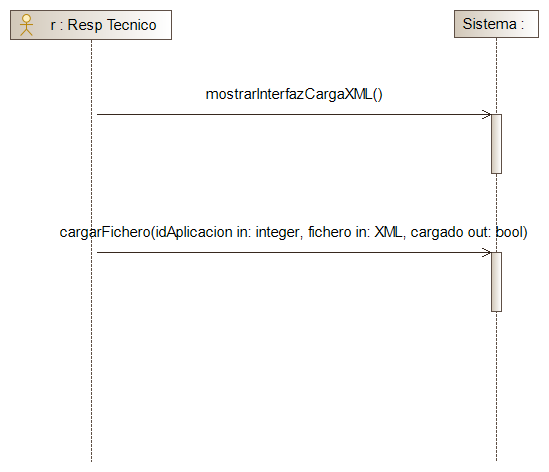 r : Resp Tecnico
Sistema :
mostrarInterfazCargaXML()
cargarFichero(idAplicacion in: integer, fichero in: XML, cargado out: bool)